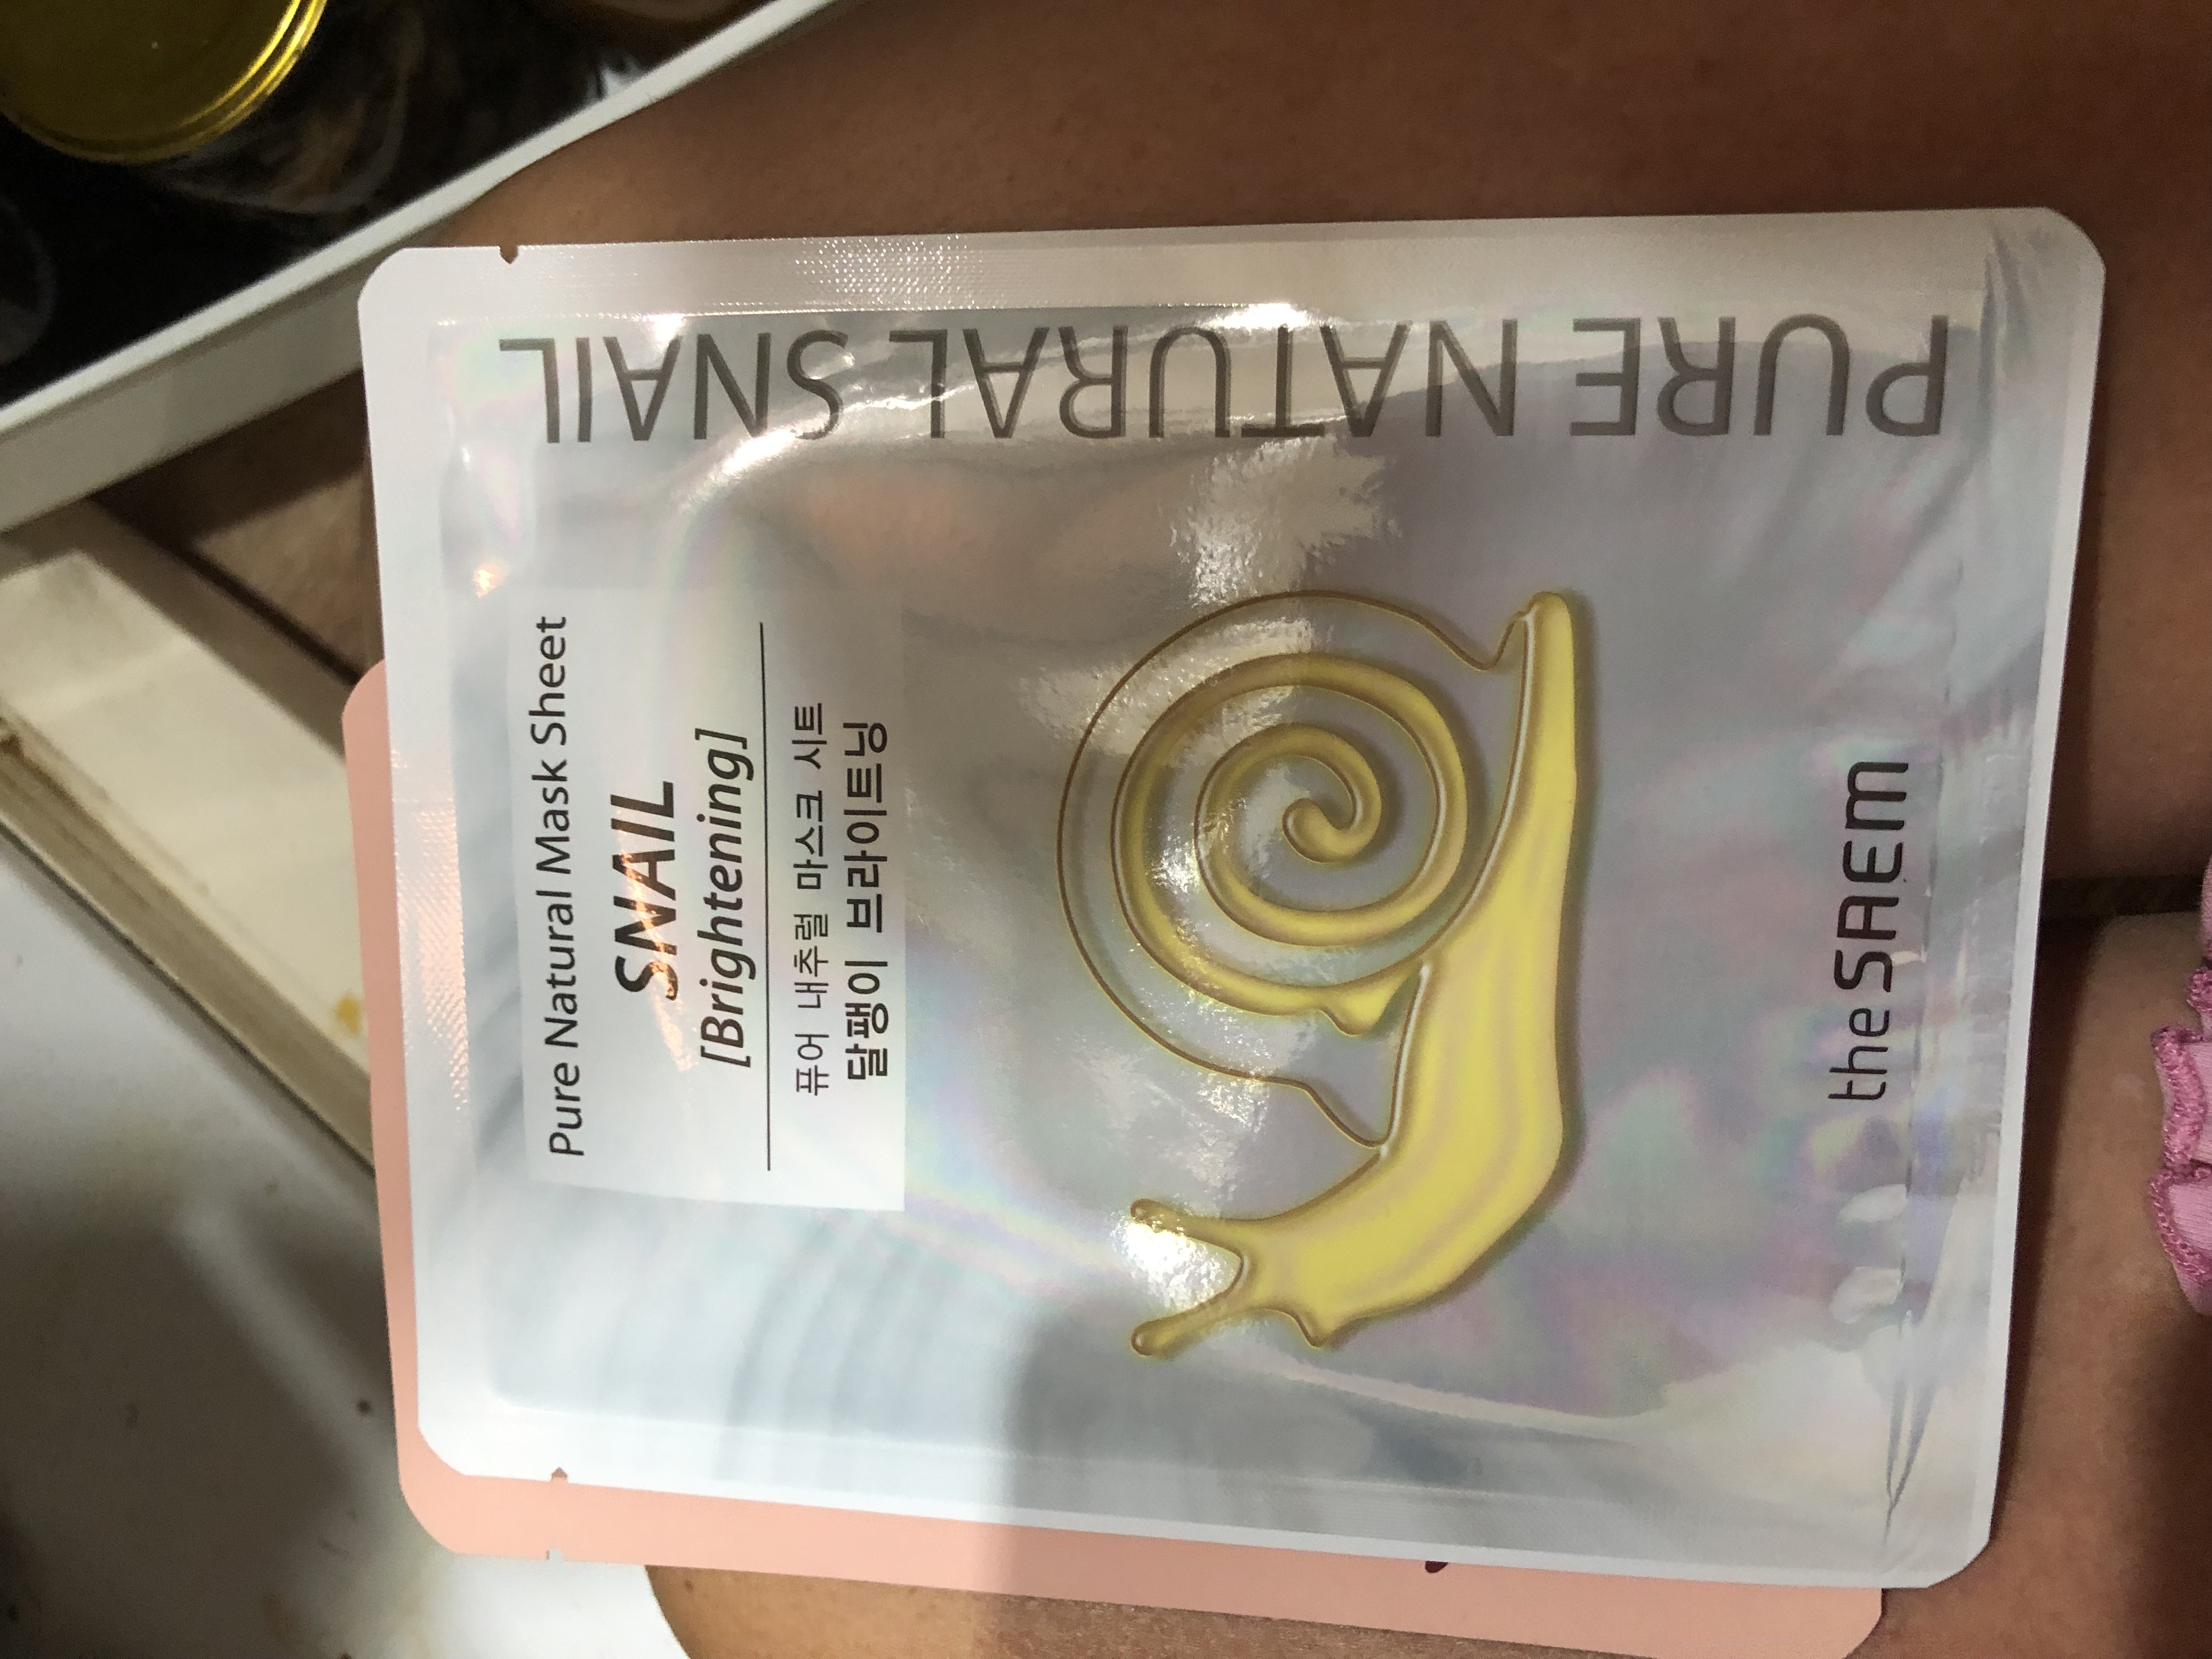 Pure Natural Mask Sheet
SNAIL
[Brightening]
퓨어 내추럴 마스크 시트
달팽이 브라이트닝
the SAEM
PURE NATURAL SNAIL